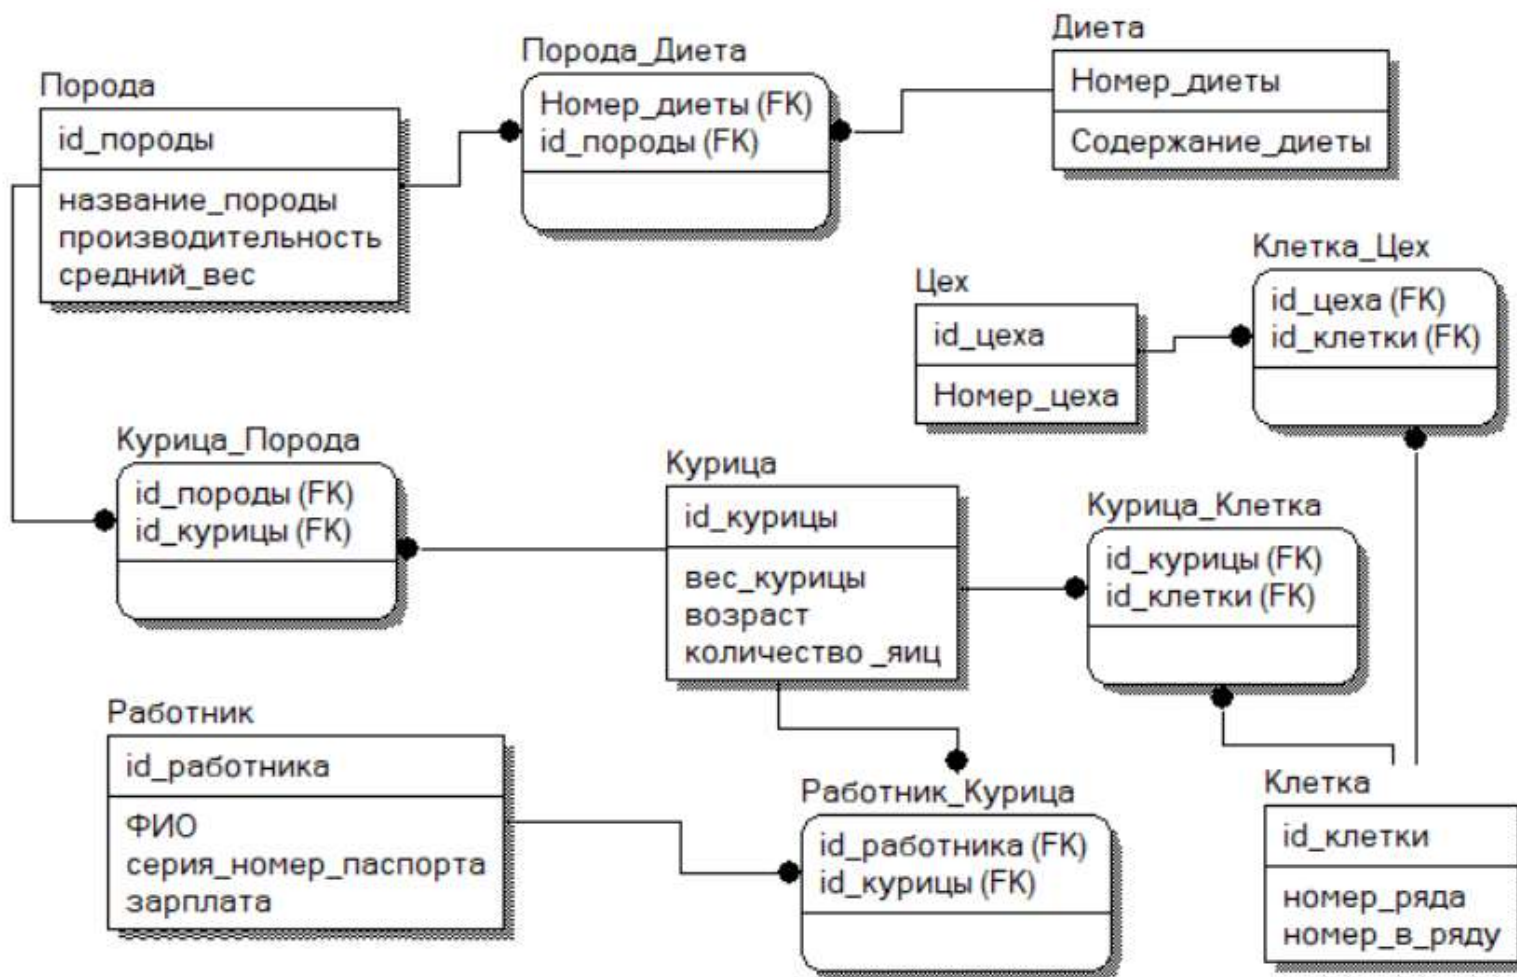 Порода
id_породы
название_породы
производительность
средний_вес
Порода_Диета
Номер_диеты (FK)
id_породы (FK)
Диета
Номер_диеты
Содержание_диеты
Цех
id_цеха
Номер_цеха
Клетка_Цех
id_цеха (FK)
id_клетки (FK)
Курица_Порода
id_породы (FK)
id_курицы (FK)
Курица
id_курицы
вес_курицы
возраст
количество _яиц
Курица_Клетка
id_курицы (FK)
id_клетки (FK)
Работник
id_работника
ФИО
серия_номер_паспорта
зарплата
Работник_Курица
id_работника (FK)
id_курицы (FK)
Клетка
id_клетки
номер_ряда
номер_в_ряду